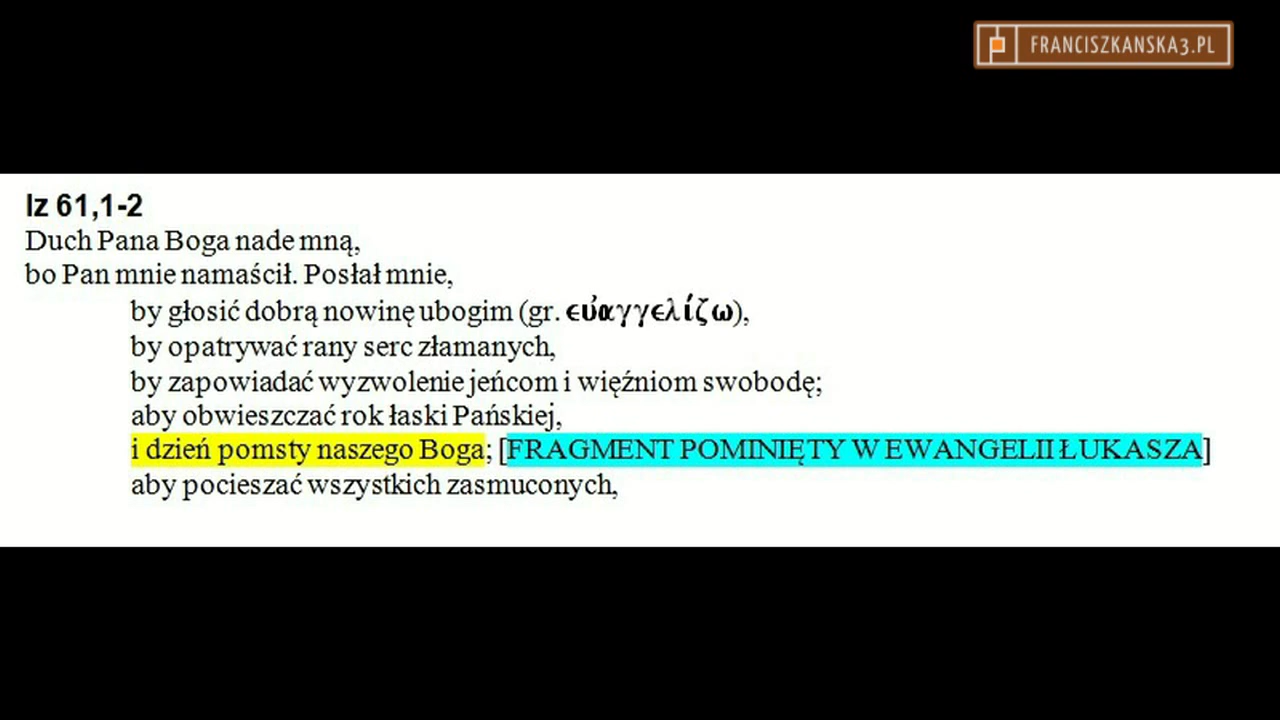 FRANCISZKANSKA3.PL
Iz 61,1-2
Duch Pana Boga nade mną,
bo Pan mnie namaścił. Posłał mnie,
by głosić dobrą nowinę ubogim (gr. εὐαγγελίζω),
by opatrywać rany serc złamanych,
by zapowiadać wyzwolenie jeńcom i więźniom swobodę;
aby obwieszczać rok łaski Pańskiej,
i dzień pomsty naszego Boga; [FRAGMENT POMINIĘTY W EWANGELII ŁUKASZA]
aby pocieszać wszystkich zasmuconych,